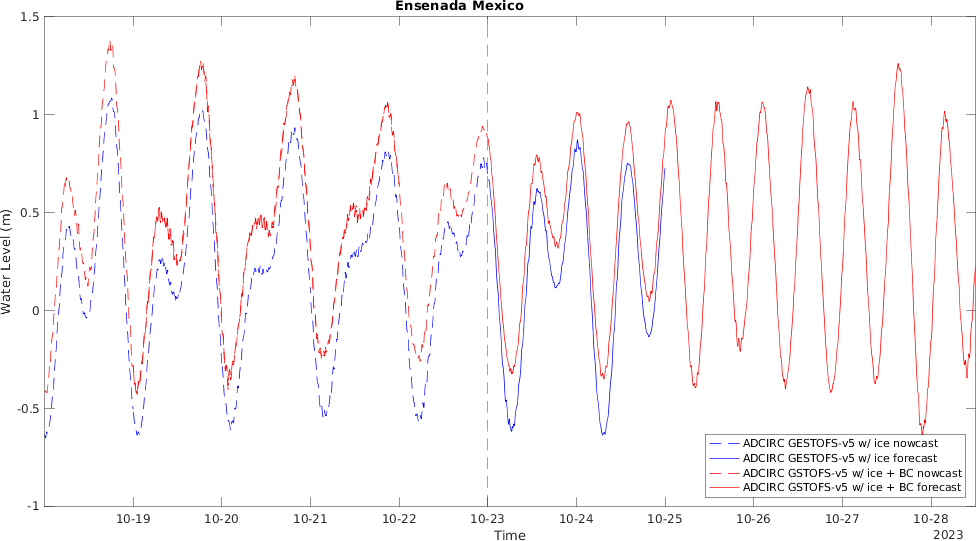 Ensenada Mexico
1.5
1
0.5
0
-0.5
-1
Water Level (m)
ADCIRC GESTOFS-v5 w/ ice nowcast
ADCIRC GESTOFS-v5 w/ ice forecast
ADCIRC GSTOFS-v5 w/ ice + BC nowcast
ADCIRC GSTOFS-v5 w/ ice + BC forecast
10-19 10-20 10-21 10-22 10-23 10-24 10-25 10-26 10-27 10-28
Time
2023